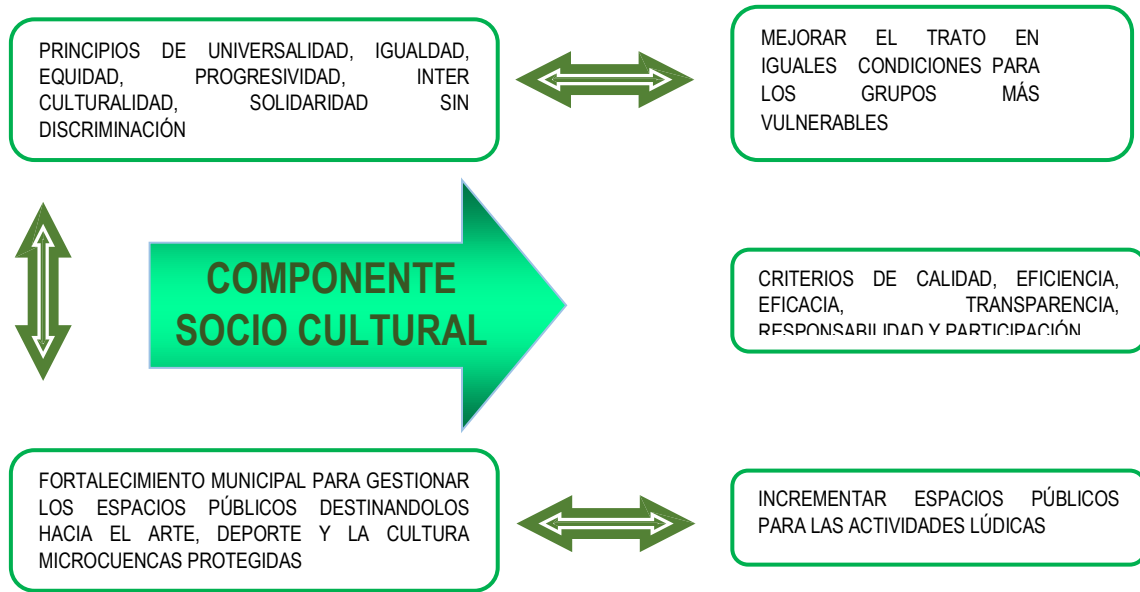 PRINCIPIOS DE UNIVERSALIDAD, IGUALDAD,
EQUIDAD, PROGRESIVIDAD, INTER
CULTURALIDAD, SOLIDARIDAD SIN
DISCRIMINACIÓN
MEJORAR EL TRATO EN
IGUALES CONDICIONES PARA
LOS GRUPOS MÁS
VULNERABLES
COMPONENTE
SOCIO CULTURAL
CRITERIOS DE CALIDAD, EFICIENCIA,
EFICACIA, TRANSPARENCIA,
RESPONSABILIDAD Y PARTICIPACIÓN
FORTALECIMIENTO MUNICIPAL PARA GESTIONAR
LOS ESPACIOS PÚBLICOS DESTINANDOLOS
HACIA EL ARTE, DEPORTE Y LA CULTURA
MICROCUENCAS PROTEGIDAS
INCREMENTAR ESPACIOS PÚBLICOS
PARA LAS ACTIVIDADES LÚDICAS